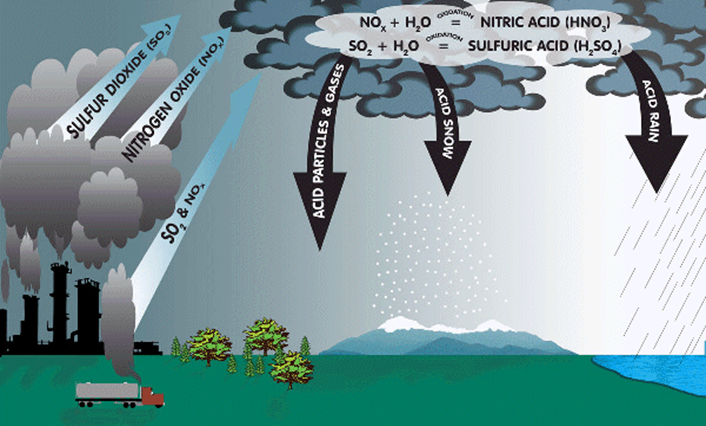 OXIDATION
NOx + H2O = NITRIC ACID (HNO3)
OXIDATION
SO2 + H2O = SULFURIC ACID (H2SO4)
SULFUR DIOXIDE (SO2)
NITROGEN OXIDE (NOx)
SO2 & NOx
ACID PARTICLES & GASES
ACID SNOW
ACID RAIN